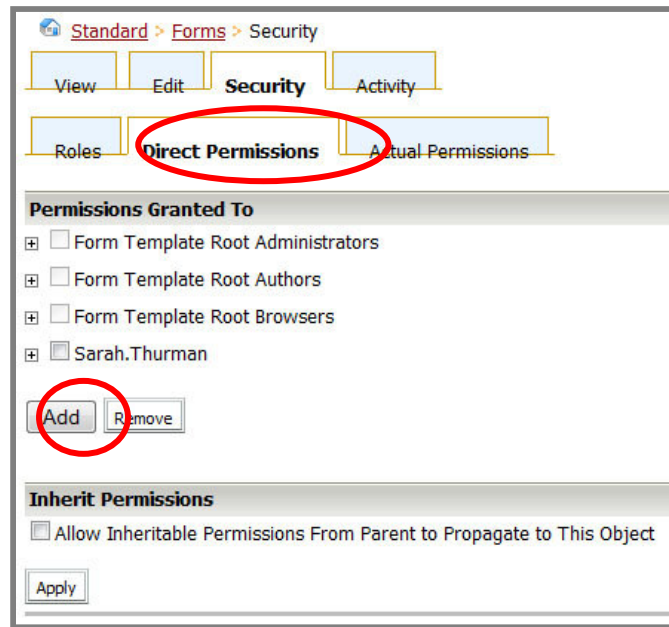 Standard > Forms > Security
View Edit Security Activity
Roles Direct Permissions Actual Permissions
Permissions Granted To
Form Template Root Administrators
Form Template Root Authors
Form Template Root Browsers
Sarah.Thurman
Add Remove
Inherit Permissions
Allow Inheritable Permissions From Parent to Propagate to This Object
Apply